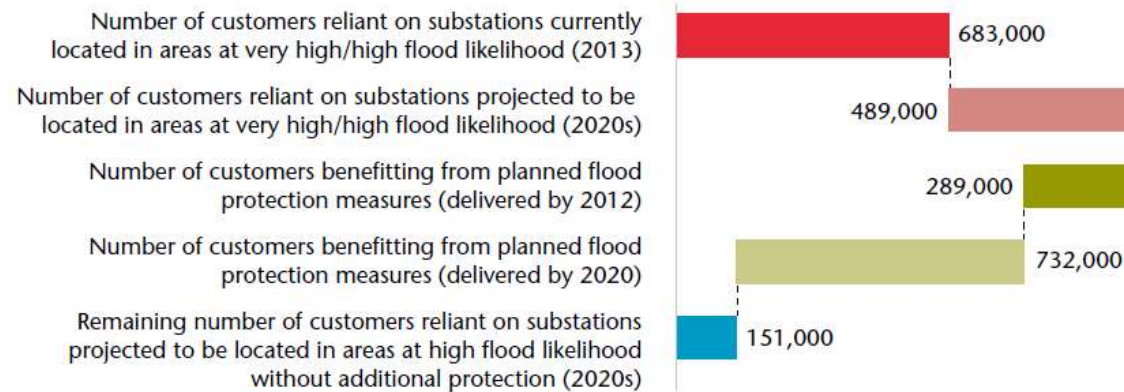 Number of customers reliant on substations currently
located in areas at very high/high flood likelihood (2013)
683,000
Number of customers reliant on substations projected to be
located in areas at very high/high flood likelihood (2020s)
489,000
Number of customers benefitting from planned flood
protection measures (delivered by 2012)
289,000
Number of customers benefitting from planned flood
protection measures (delivered by 2020)
732,000
Remaining number of customers reliant on substations
projected to be located in areas at high flood likelihood
without additional protection (2020s)
151,000